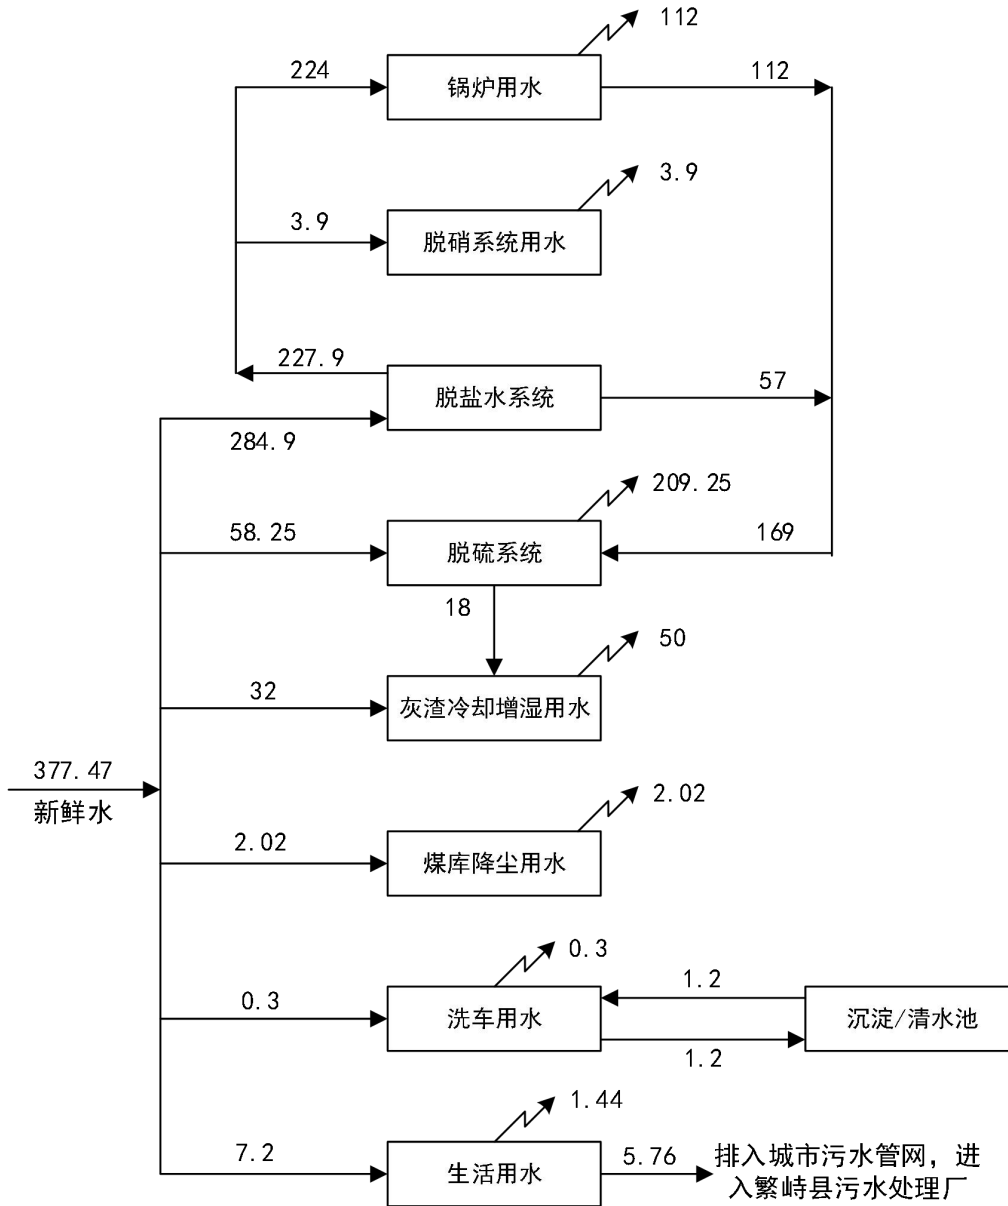 112
224
锅炉用水
112
3.9
3.9
脱硝系统用水
227.9
脱盐水系统
57
284.9
209.25
58.25
脱硫系统
169
18
50
32
灰渣冷却增湿用水
377.47
新鲜水
2.02
2.02
煤库降尘用水
0.3
0.3
洗车用水
1.2
1.2
沉淀/清水池
1.44
7.2
生活用水
5.76
排入城市污水管网，进
入繁峙县污水处理厂